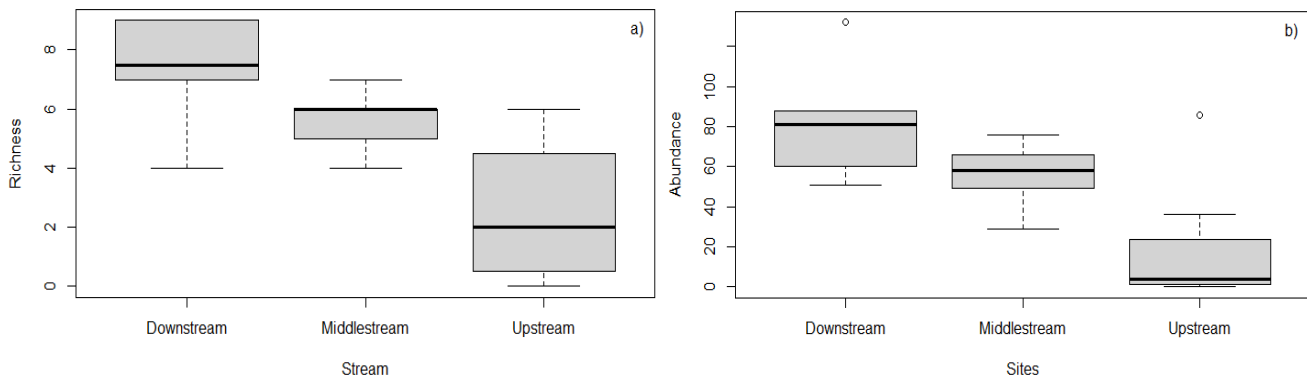 a)
Richness
8
6
4
2
0
Downstream Middlestream Upstream
Stream
b)
Abundance
100
80
60
40
20
0
Downstream Middlestream Upstream
Sites